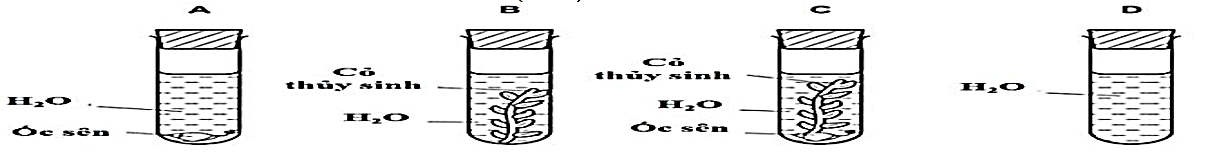 A
H₂O
Ốc sên
B
Cỏ
thủy sinh
H₂O
C
Cỏ
thủy sinh
H₂O
Ốc sên
D
H₂O